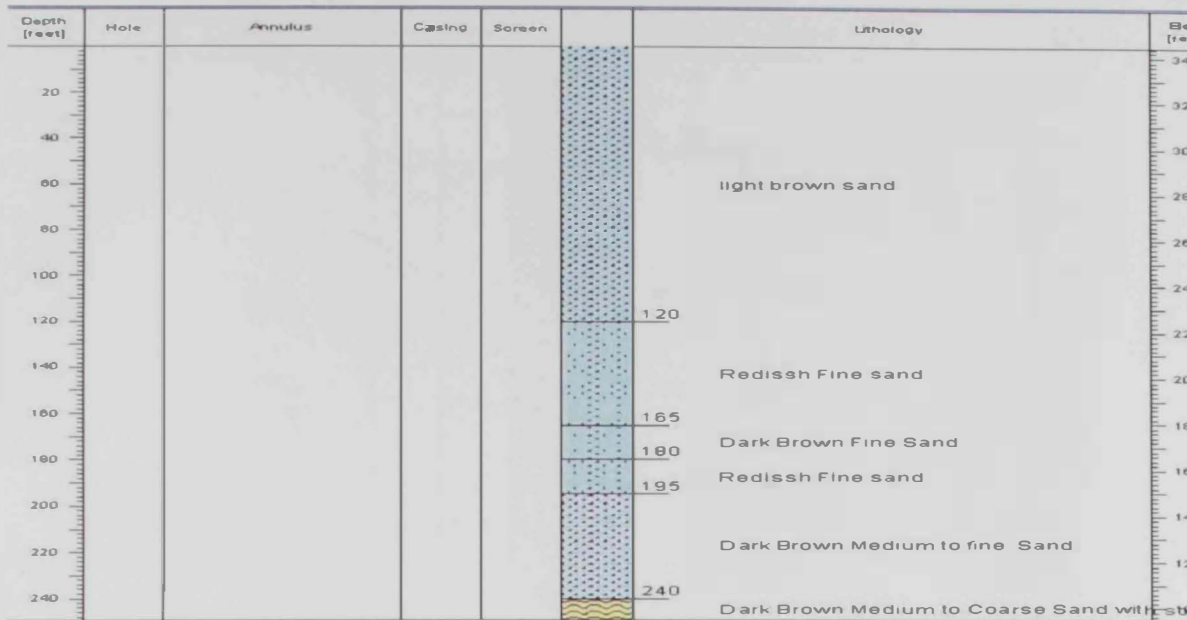 Depth [feet] Hole Annulus Casing Screen Lithology
20
40
60 light brown sand
80
100
120 120
140 Redissh Fine sand
160 165
Dark Brown Fine Sand
180 180
Redissh Fine sand
195
200
220 Dark Brown Medium to fine Sand
240 240
Dark Brown Medium to Coarse Sand with